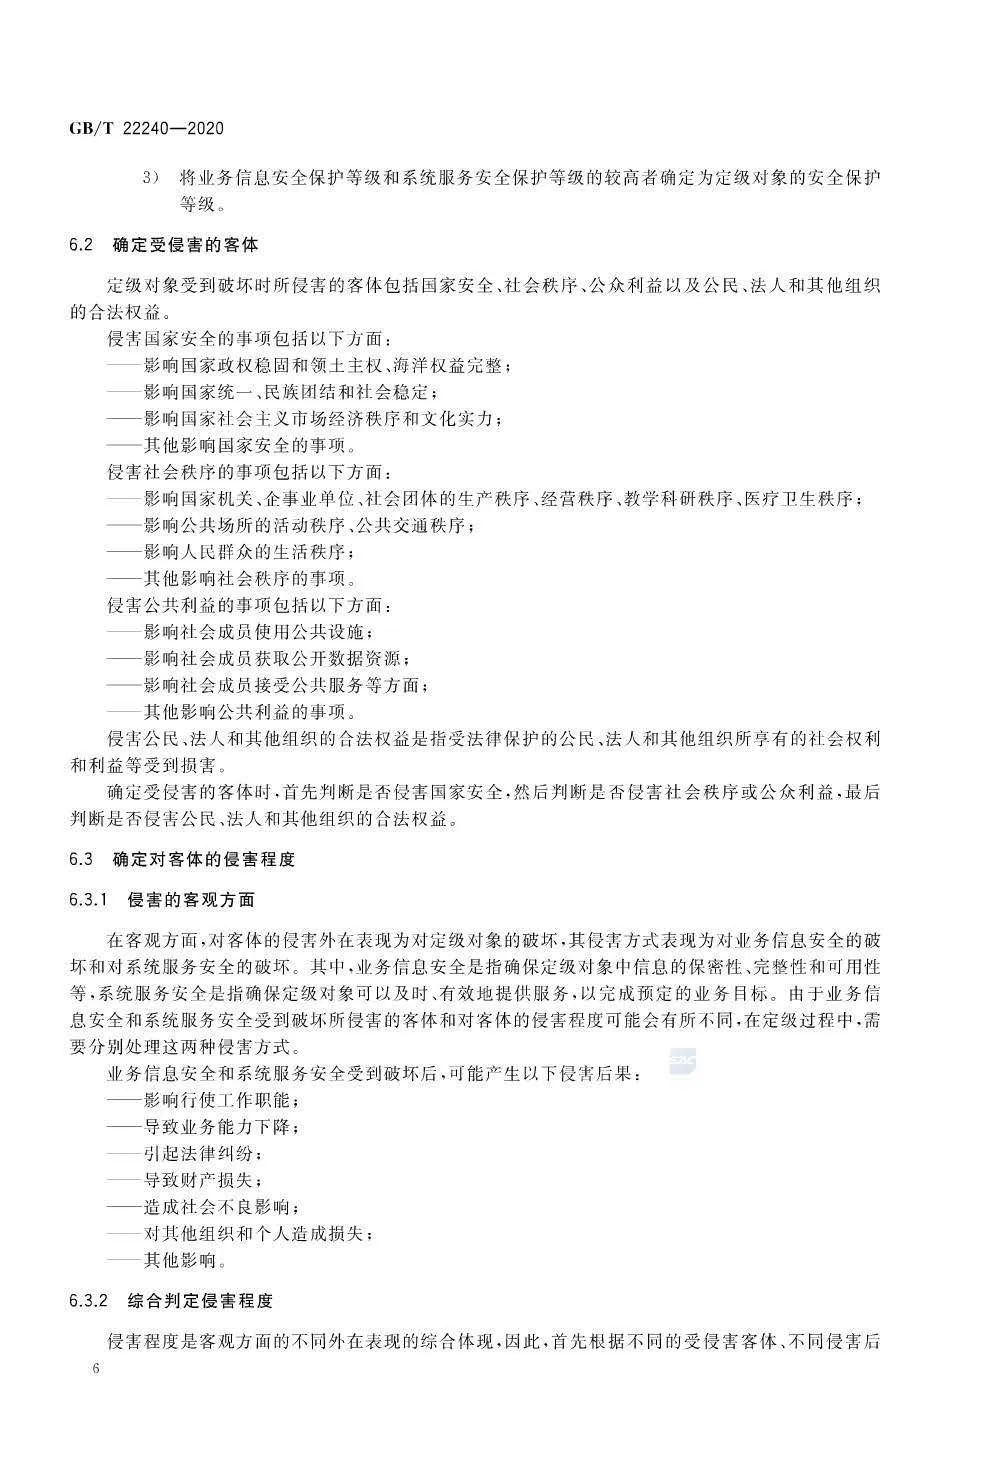 GB/T 22240—2020
3） 将业务信息安全保护等级和系统服务安全保护等级的较高者确定为定级对象的安全保护
等级。
6.2 确定受侵害的客体
定级对象受到破坏时所侵害的客体包括国家安全、社会秩序、公众利益以及公民、法人和其他组织
的合法权益。
侵害国家安全的事项包括以下方面：
——影响国家政权稳固和领土主权、海洋权益完整；
——影响国家统一、民族团结和社会稳定；
——影响国家社会主义市场经济秩序和文化实力；
——其他影响国家安全的事项。
侵害社会秩序的事项包括以下方面：
——影响国家机关、企事业单位、社会团体的生产秩序、经营秩序、教学科研秩序、医疗卫生秩序；
——影响公共场所的活动秩序、公共交通秩序；
——影响人民群众的生活秩序；
——其他影响社会秩序的事项。
侵害公共利益的事项包括以下方面：
——影响社会成员使用公共设施；
——影响社会成员获取公开数据资源；
——影响社会成员接受公共服务等方面；
——其他影响公共利益的事项。
侵害公民、法人和其他组织的合法权益是指受法律保护的公民、法人和其他组织所享有的社会权利
和利益等受到损害。
确定受侵害的客体时，首先判断是否侵害国家安全，然后判断是否侵害社会秩序或公众利益，最后
判断是否侵害公民、法人和其他组织的合法权益。
6.3 确定对客体的侵害程度
6.3.1 侵害的客观方面
在客观方面，对客体的侵害外在表现为对定级对象的破坏，其侵害方式表现为对业务信息安全的破
坏和对系统服务安全的破坏。其中，业务信息安全是指确保定级对象中信息的保密性、完整性和可用性
等，系统服务安全是指确保定级对象可以及时、有效地提供服务，以完成预定的业务目标。由于业务信
息安全和系统服务安全受到破坏所侵害的客体和对客体的侵害程度可能会有所不同，在定级过程中，需
要分别处理这两种侵害方式。
业务信息安全和系统服务安全受到破坏后，可能产生以下侵害后果：
SAC
——影响行使工作职能；
——导致业务能力下降；
——引起法律纠纷；
——导致财产损失；
——造成社会不良影响；
——对其他组织和个人造成损失；
——其他影响。
6.3.2 综合判定侵害程度
侵害程度是客观方面的不同外在表现的综合体现，因此，首先根据不同的受侵害客体、不同侵害后
6